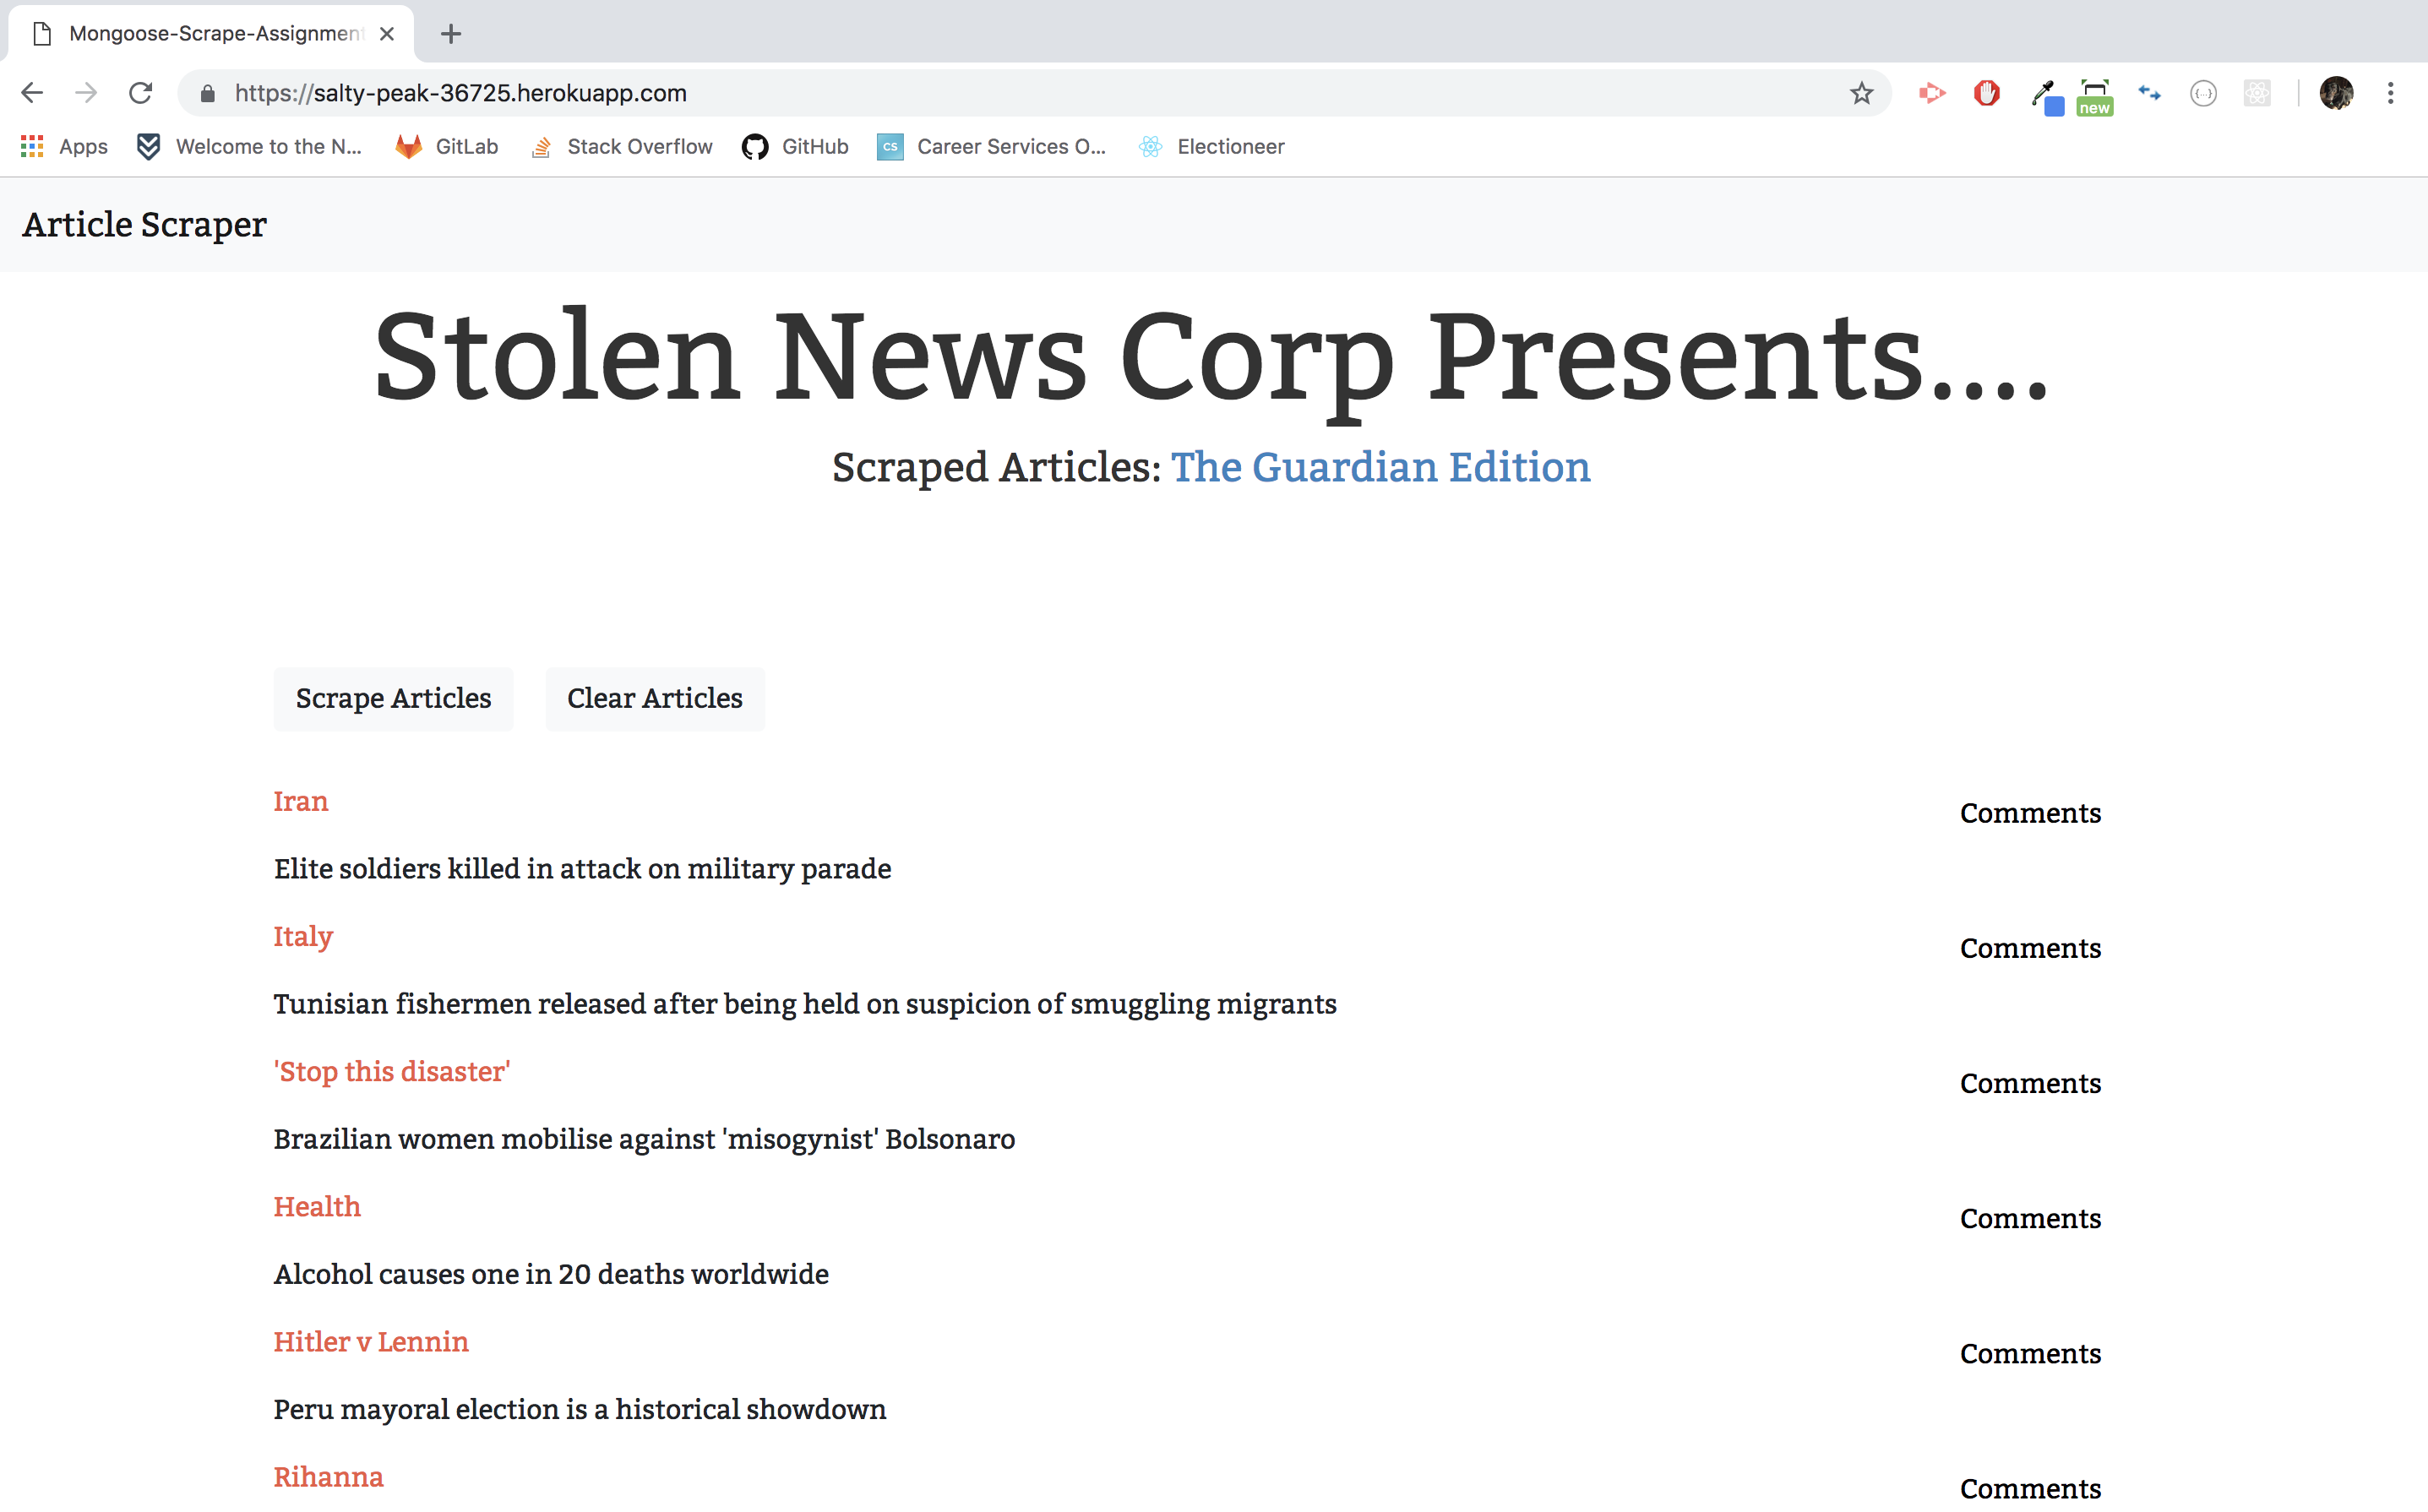 Mongoose-Scrape-Assignment
https://salty-peak-36725.herokuapp.com
new
Apps
Welcome to the N...
GitLab
Stack Overflow
GitHub
CS
Career Services O...
Electioneer
Article Scraper
Stolen News Corp Presents....
Scraped Articles: The Guardian Edition
Scrape Articles
Clear Articles
Iran
Comments
Elite soldiers killed in attack on military parade
Italy
Comments
Tunisian fishermen released after being held on suspicion of smuggling migrants
'Stop this disaster'
Comments
Brazilian women mobilise against 'misogynist' Bolsonaro
Health
Comments
Alcohol causes one in 20 deaths worldwide
Hitler v Lennin
Comments
Peru mayoral election is a historical showdown
Rihanna
Comments